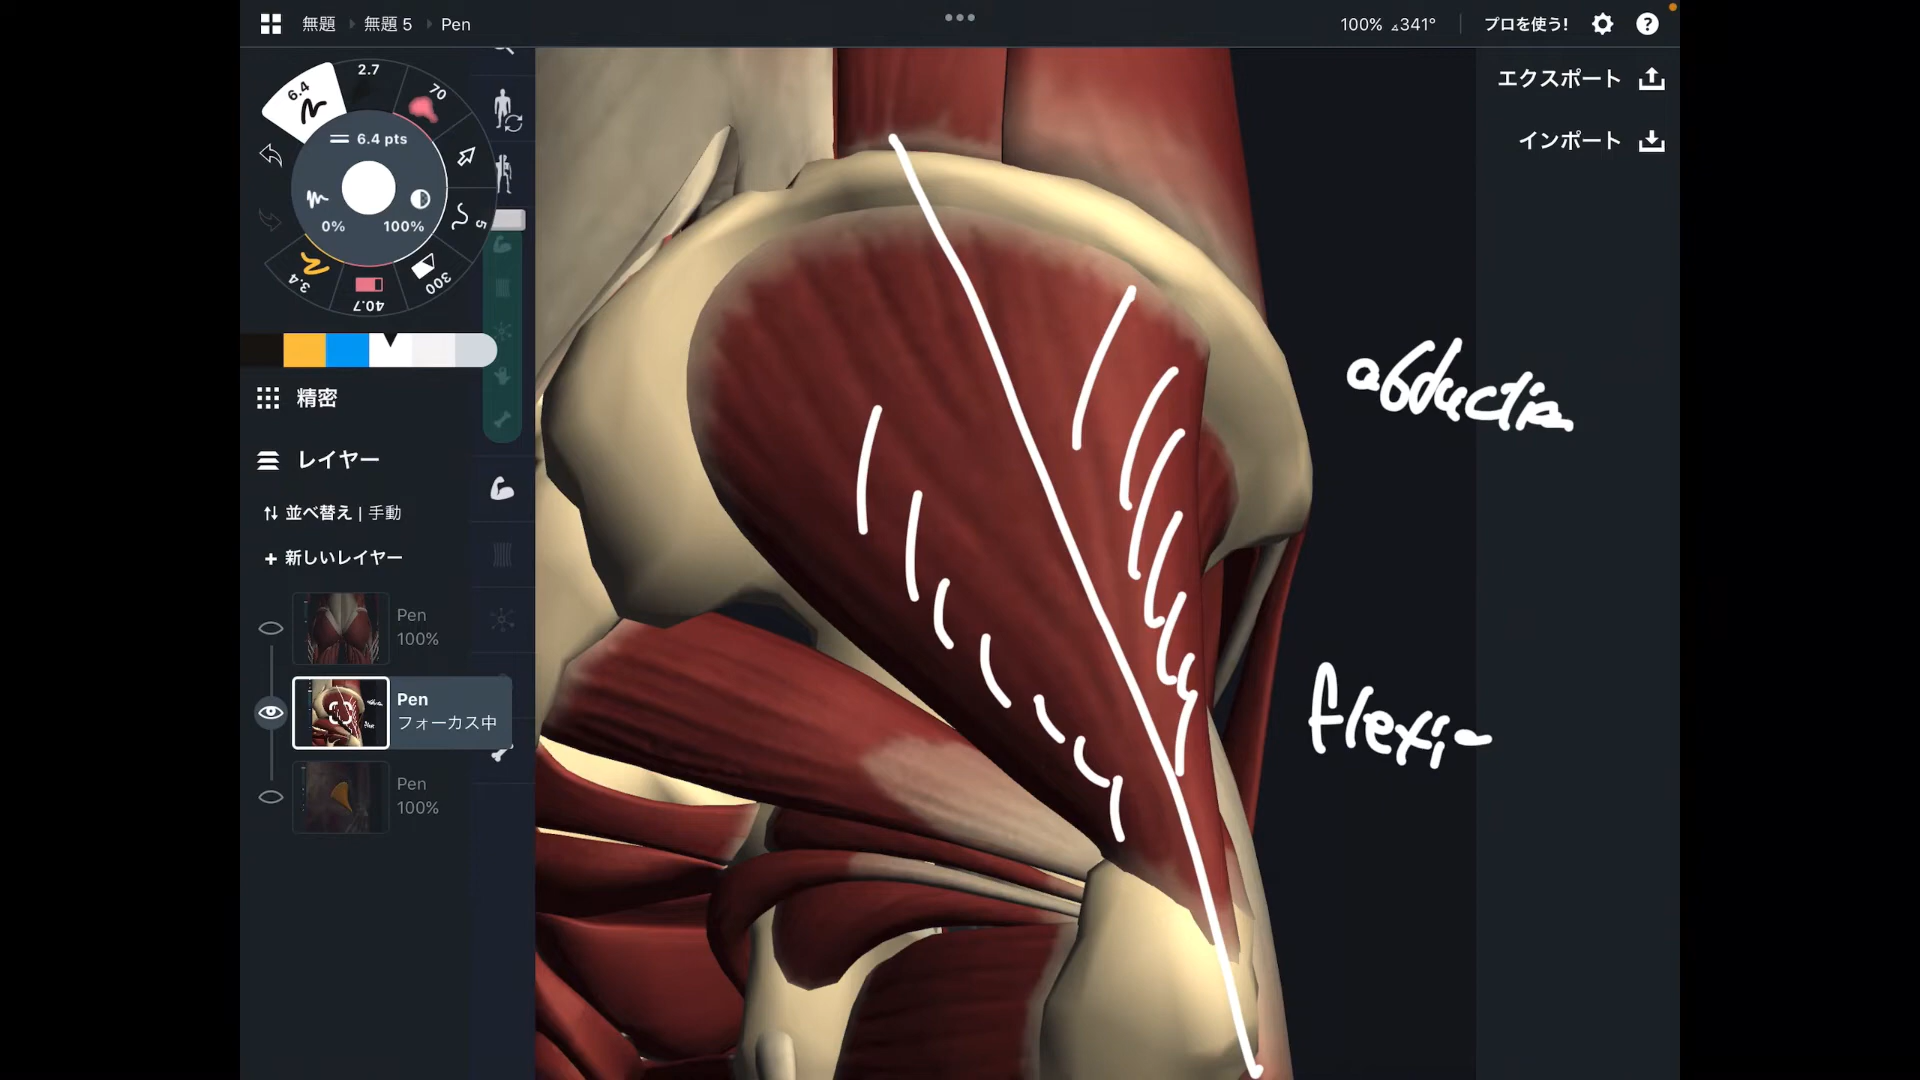 無題 無題 5 Pen
100% ⊿341°
プロを使う!
エクスポート
インポート
2.7
6.4
70
6.4 pts
0% 100%
5
3.4
40.7
300
精密
レイヤー
並べ替え | 手動
+ 新しいレイヤー
Pen
100%
Pen
フォーカス中
Pen
100%
abduction
flexi-